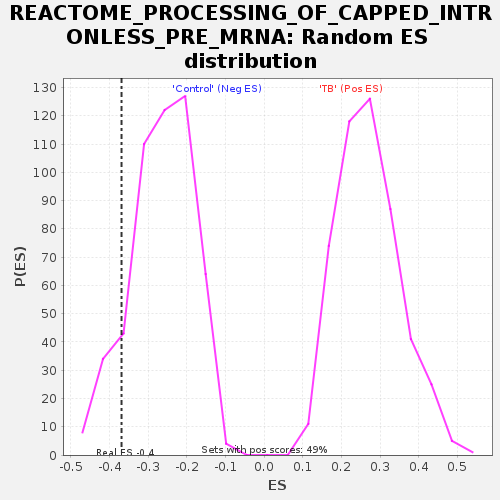 REACTOME_PROCESSING_OF_CAPPED_INTR
ONLESS_PRE_MRNA: Random ES
distribution
'Control' (Neg ES) 'TB' (Pos ES)
130
120
110
100
90
80
70
60
50
40
30
20
10
0
P(ES)
Real ES -0.4 Sets with pos scores: 49%
-0.5 -0.4 -0.3 -0.2 -0.1 0.0 0.1 0.2 0.3 0.4 0.5
ES